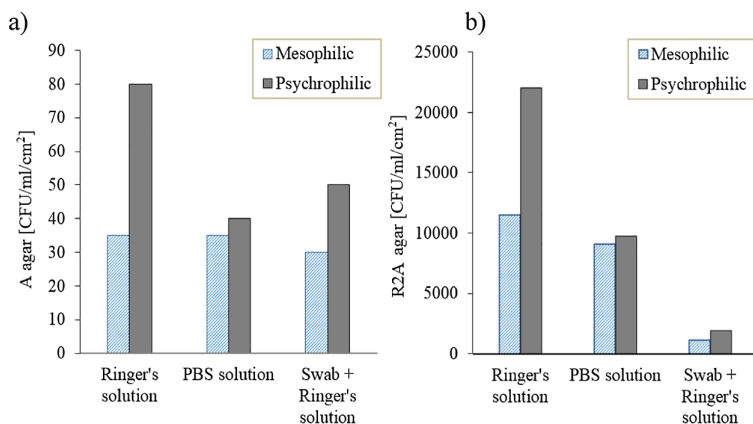 a)
A agar [CFU/ml/cm²]
90
80
70
60
50
40
30
20
10
0
Mesophilic
Psychrophilic
Ringer's
solution
PBS solution
Swab +
Ringer's
solution
b)
R2A agar [CFU/ml/cm²]
25000
20000
15000
10000
5000
0
Mesophilic
Psychrophilic
Ringer's
solution
PBS solution
Swab +
Ringer's
solution